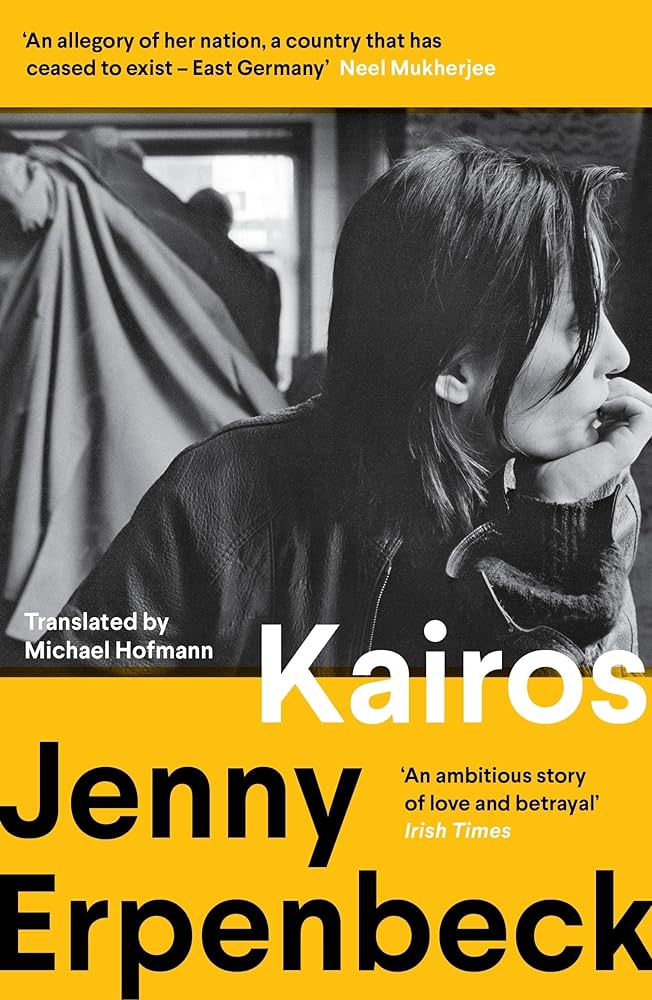 ‘An allegory of her nation, a country that has
ceased to exist – East Germany’ Neel Mukherjee
Translated by
Michael Hofmann
Kairos
Jenny
Erpenbeck
‘An ambitious story
of love and betrayal’
Irish Times